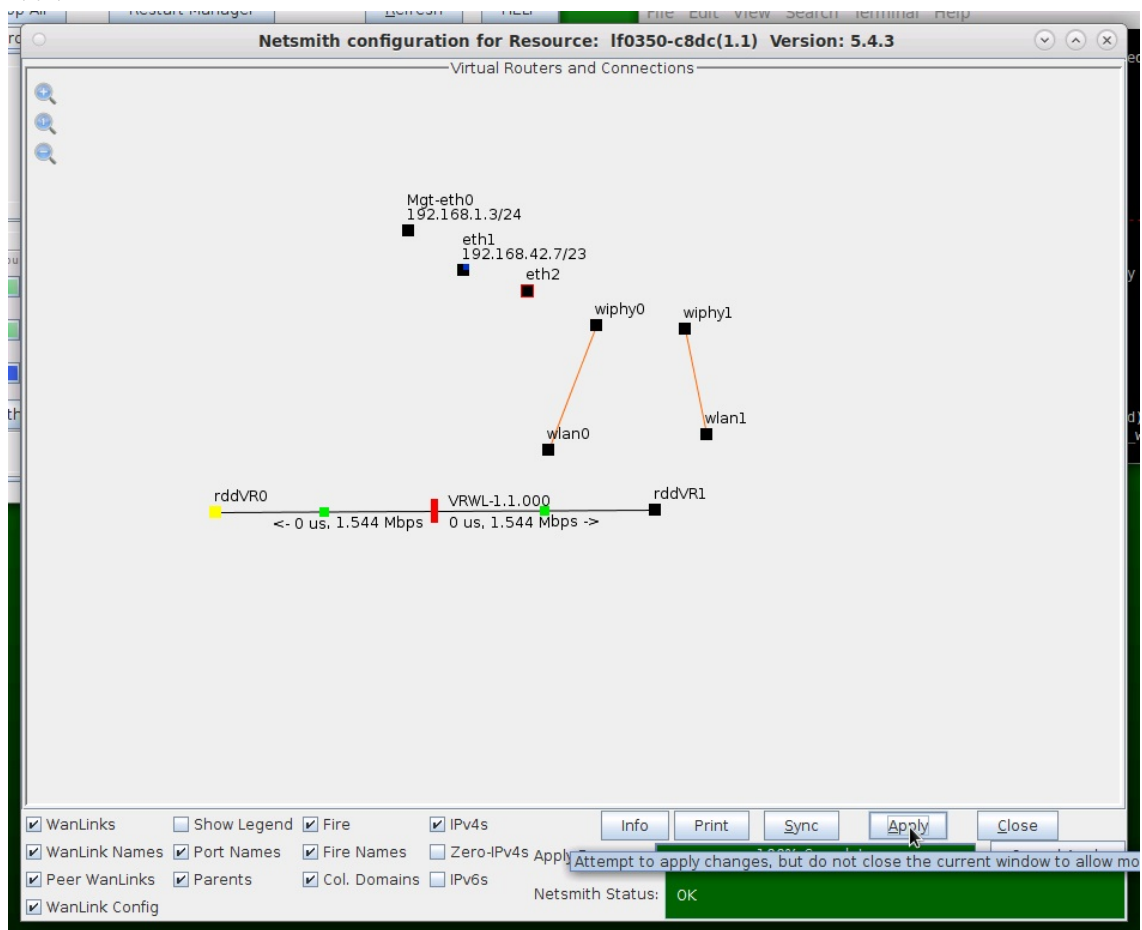 Restart Manager Refresh HELP File Edit View Search Terminal Help
Netsmith configuration for Resource: lf0350-c8dc(1.1) Version: 5.4.3
Virtual Routers and Connections
Mgt-eth0
192.168.1.3/24
eth1
192.168.42.7/23
eth2
wiphy0
wiphy1
wlan1
wlan0
rddVR0
VRWL-1.1.000
rddVR1
<- 0 us, 1.544 Mbps
0 us, 1.544 Mbps ->
WanLinks Show Legend Fire IPv4s Info Print Sync Apply Close
WanLink Names Port Names Fire Names Zero-IPv4s
Attempt to apply changes, but do not close the current window to allow mo
Peer WanLinks Parents Col. Domains IPv6s
Netsmith Status: OK
WanLink Config